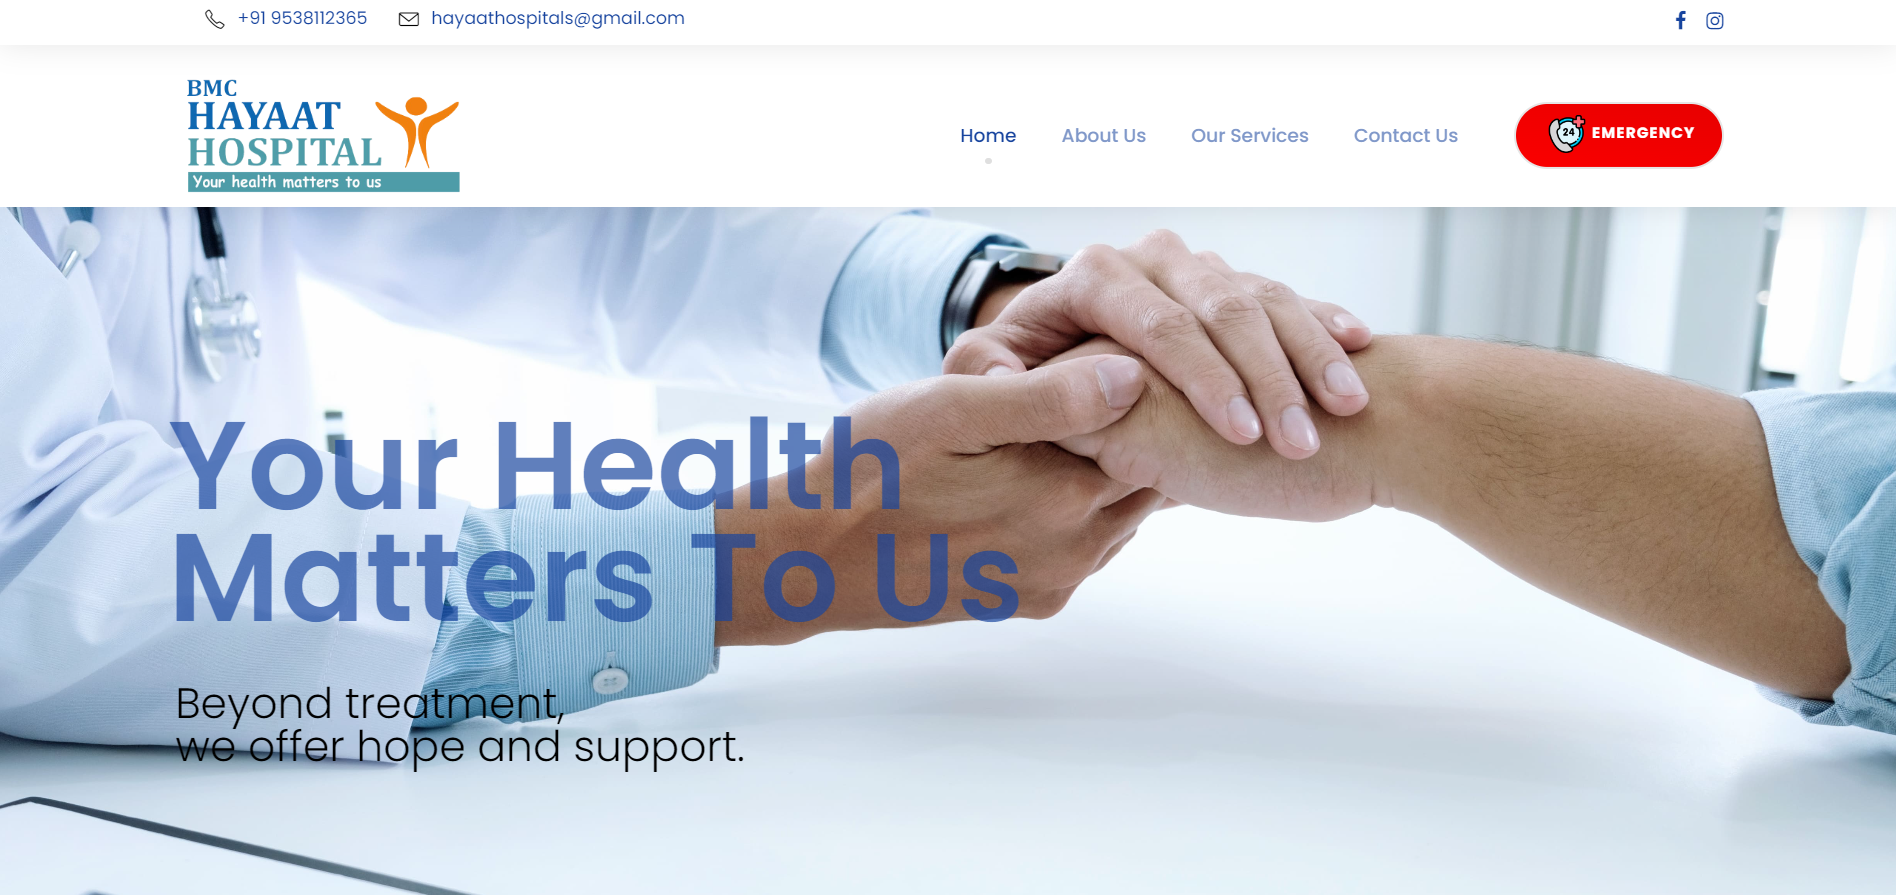 +91 9538112365
hayaathospitals@gmail.com
BMC
HAYAAT
HOSPITAL
Your health matters to us
Home
About Us
Our Services
Contact Us
24
EMERGENCY
Your Health
Matters To Us
Beyond treatment,
we offer hope and support.